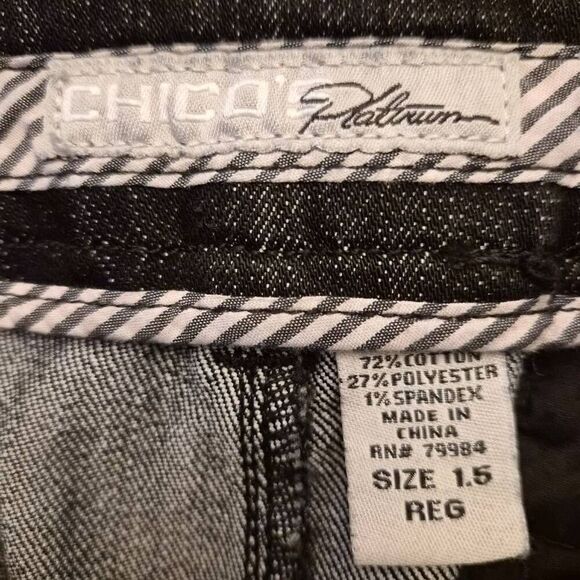 CHICO'S Platinum
72% COTTON
27% POLYESTER
1% SPANDEX
MADE IN
CHINA
RN# 79984
SIZE 1.5
REG